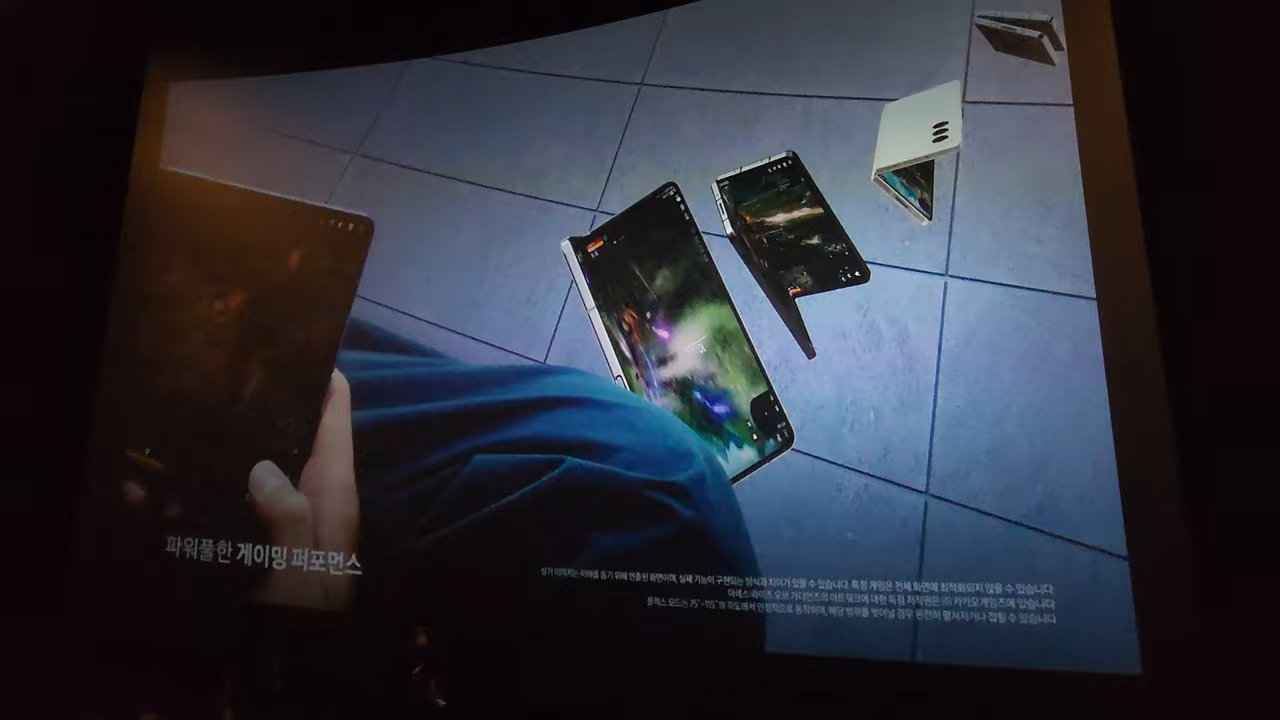 파워풀한 게이밍 퍼포먼스
상기 이미지는 이해를 돕기 위해 연출된 화면이며, 실제 기능이 구현되는 방식과 차이가 있을 수 있습니다. 특정 게임은 전체 화면에 최적화되지 않을 수 있습니다.
아레스:라이즈 오브 가디언즈의 아트워크에 대한 독점 저작권은 ㈜ 카카오게임즈에 있습니다.
플렉스 모드는 75˚~115˚의 각도에서 안정적으로 동작하며, 해당 범위를 벗어날 경우 완전히 펼쳐지거나 접힐 수 있습니다.